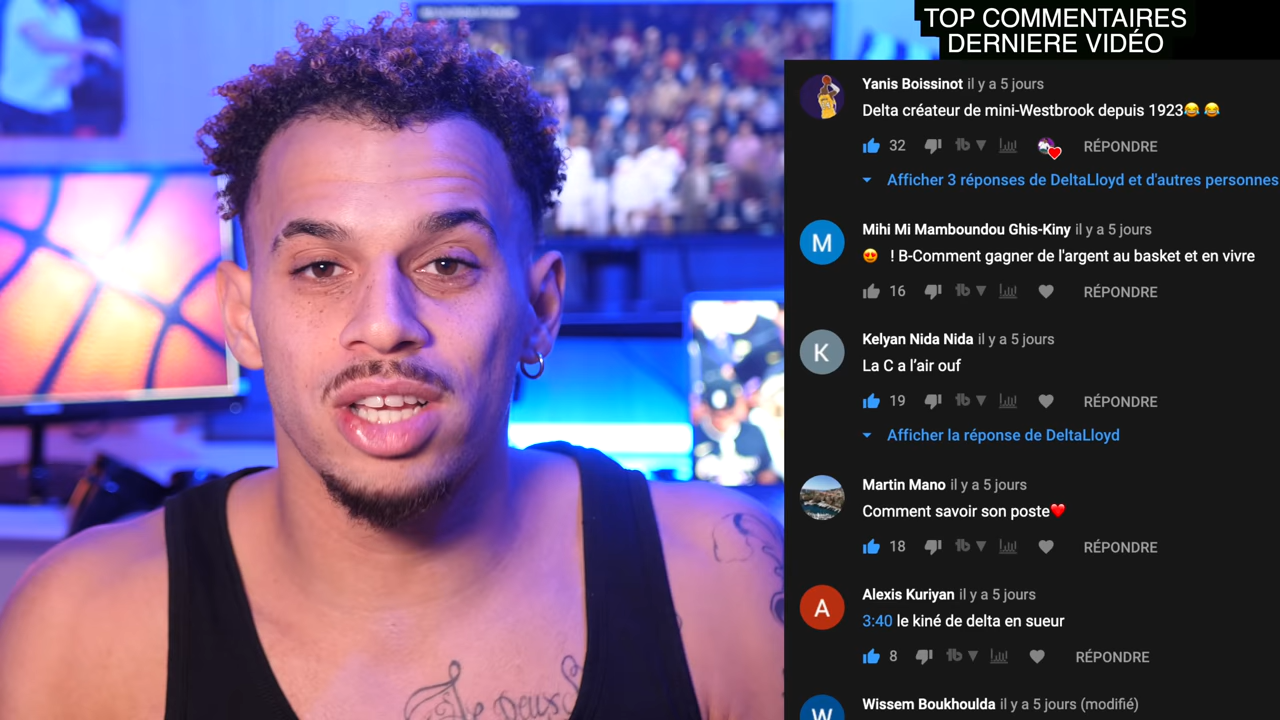 TOP COMMENTAIRES
DERNIERE VIDÉO
Yanis Boissinot il y a 5 jours
Delta créateur de mini-Westbrook depuis 1923😂 😂
32 RÉPONDRE
Afficher 3 réponses de DeltaLloyd et d'autres personnes
M
Mihi Mi Mamboundou Ghis-Kiny il y a 5 jours
😍 ! B-Comment gagner de l'argent au basket et en vivre
16 RÉPONDRE
K
Kelyan Nida Nida il y a 5 jours
La C a l’air ouf
19 RÉPONDRE
Afficher la réponse de DeltaLloyd
Martin Mano il y a 5 jours
Comment savoir son poste❤️
18 RÉPONDRE
A
Alexis Kuriyan il y a 5 jours
3:40 le kiné de delta en sueur
8 RÉPONDRE
W
Wissem Boukhoulda il y a 5 jours (modifié)
Je peux